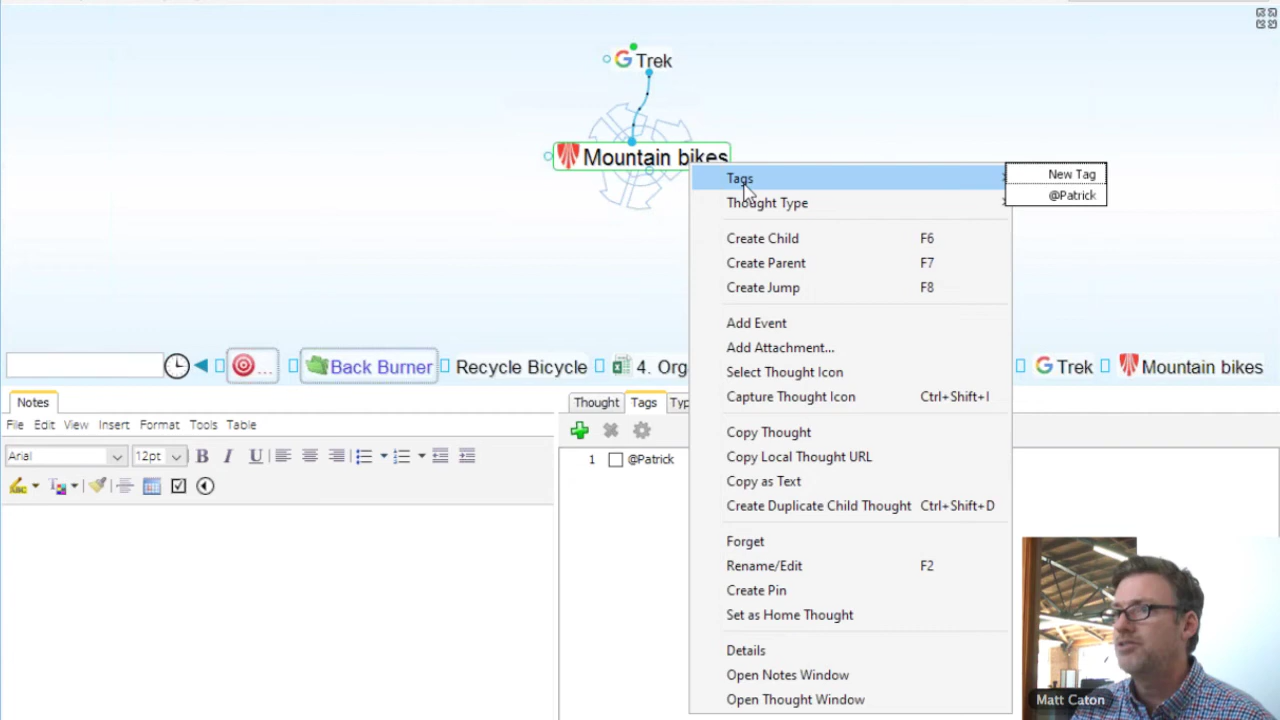 Trek
Mountain bikes
Tags
New Tag
@Patrick
Thought Type
Create Child F6
Create Parent F7
Create Jump F8
Add Event
Add Attachment...
Select Thought Icon
Capture Thought Icon Ctrl+Shift+I
Copy Thought
Copy Local Thought URL
Copy as Text
Create Duplicate Child Thought Ctrl+Shift+D
Forget
Rename/Edit F2
Create Pin
Set as Home Thought
Details
Open Notes Window
Open Thought Window
... Back Burner Recycle Bicycle 4. Org Trek Mountain bikes
Notes
File Edit View Insert Format Tools Table
Arial 12pt B I U
ABC T
Thought Tags Typ
1 @Patrick
Matt Caton